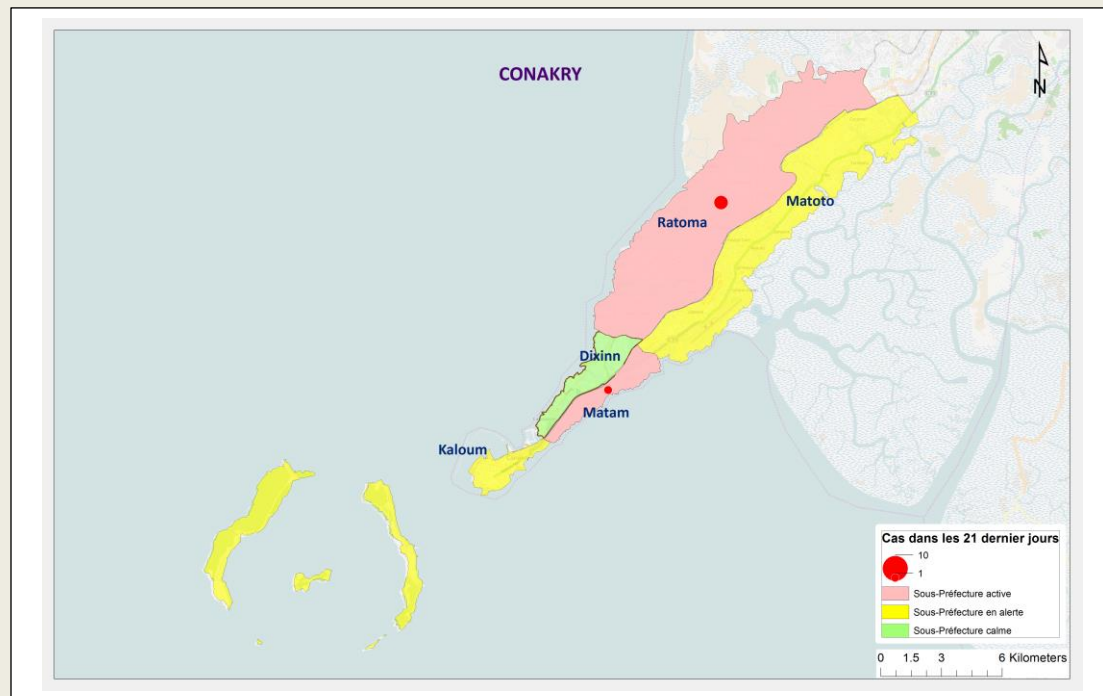 CONAKRY
N
Matoto
Ratoma
Dixinn
Matam
Kaloum
Cas dans les 21 dernier jours
10
1
Sous-Préfecture active
Sous-Préfecture en alerte
Sous-Préfecture calme
0 1.5 3 6 Kilometers